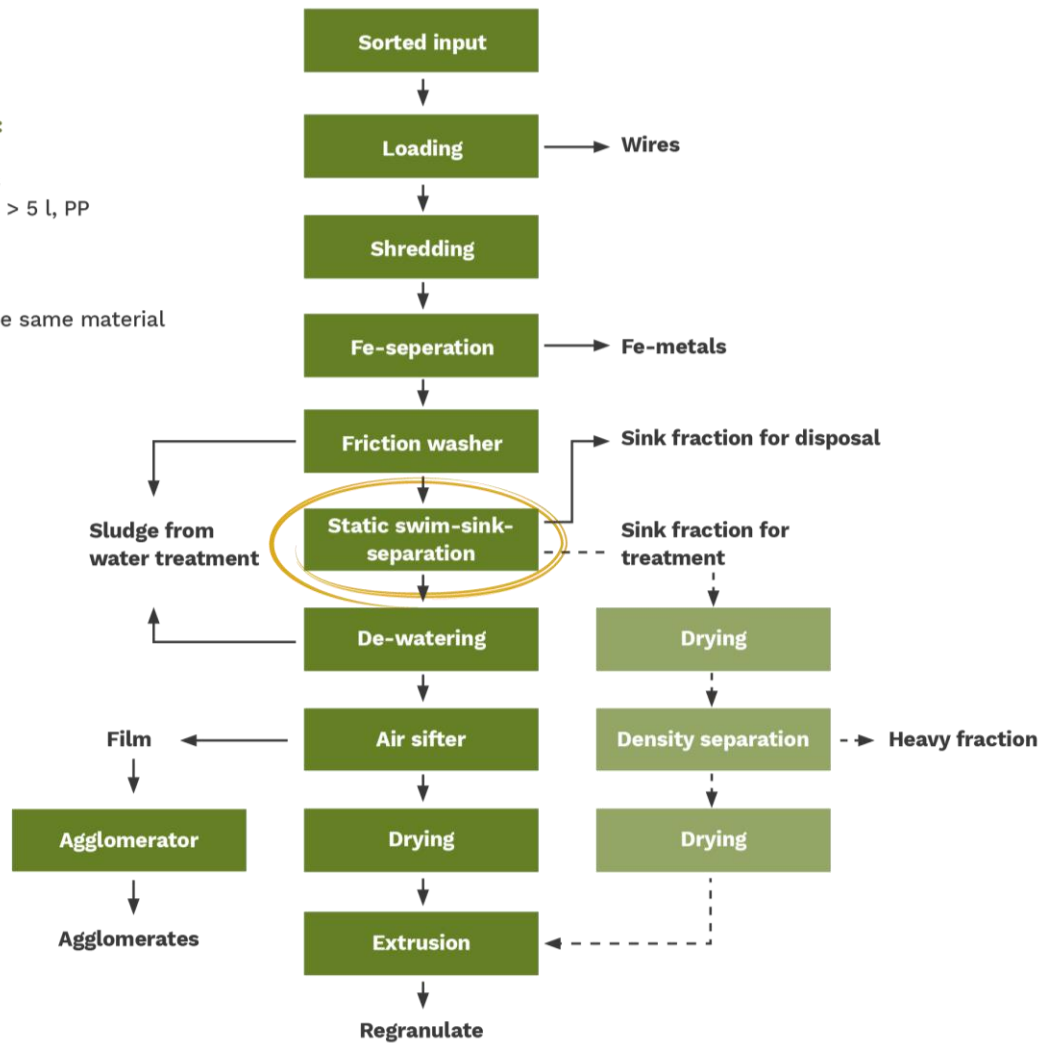 Sorted input
:
Loading
Wires
> 5 l, PP
Shredding
e same material
Fe-seperation
Fe-metals
Friction washer
Sink fraction for disposal
Static swim-sink-
separation
Sludge from
water treatment
Sink fraction for
treatment
De-watering
Drying
Film
Air sifter
Density separation
Heavy fraction
Agglomerator
Drying
Drying
Agglomerates
Extrusion
Regranulate